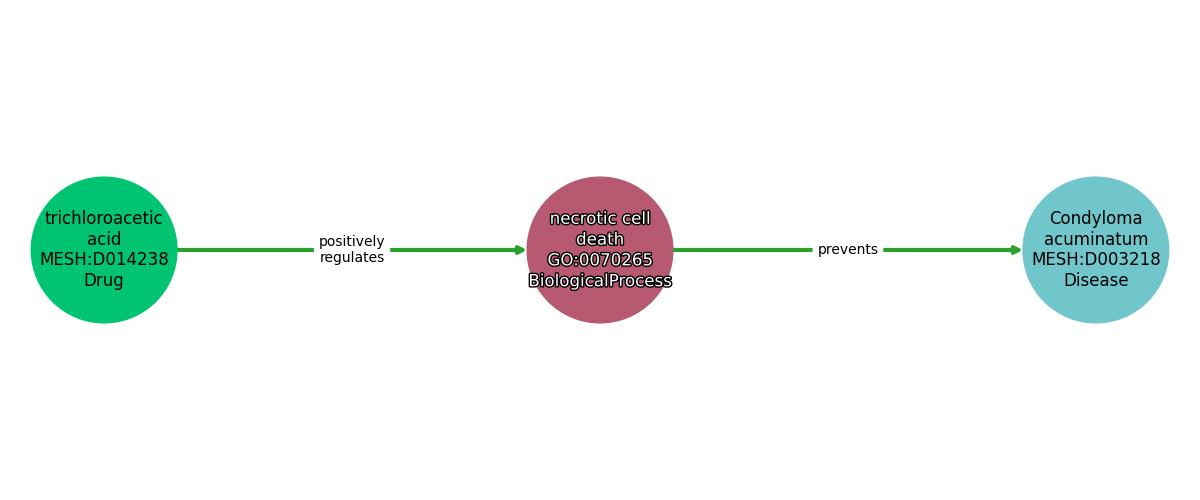 trichloroacetic
acid
MESH:D014238
Drug
positively
regulates
necrotic cell
death
GO:0070265
BiologicalProcess
prevents
Condyloma
acuminatum
MESH:D003218
Disease